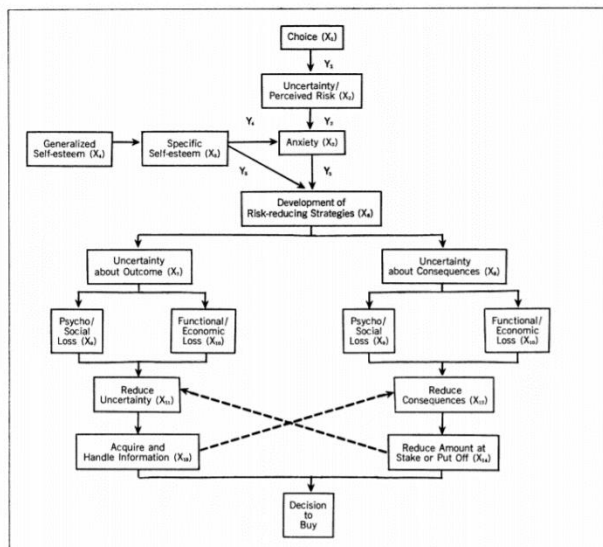 Choice (X₁)
Y₁
Uncertainty/
Perceived Risk (X₂)
Y₄ Y₂
Generalized
Self-esteem (X₄)
Specific
Self-esteem (X₅)
Anxiety (X₃)
Y₅ Y₃
Development of
Risk-reducing Strategies (X₆)
Uncertainty
about Outcome (X₇)
Uncertainty
about Consequences (X₈)
Psycho/
Social
Loss (X₉)
Functional/
Economic
Loss (X₁₀)
Psycho/
Social
Loss (X₉)
Functional/
Economic
Loss (X₁₀)
Reduce
Uncertainty (X₁₁)
Reduce
Consequences (X₁₂)
Acquire and
Handle Information (X₁₃)
Reduce Amount at
Stake or Put Off (X₁₄)
Decision
to
Buy